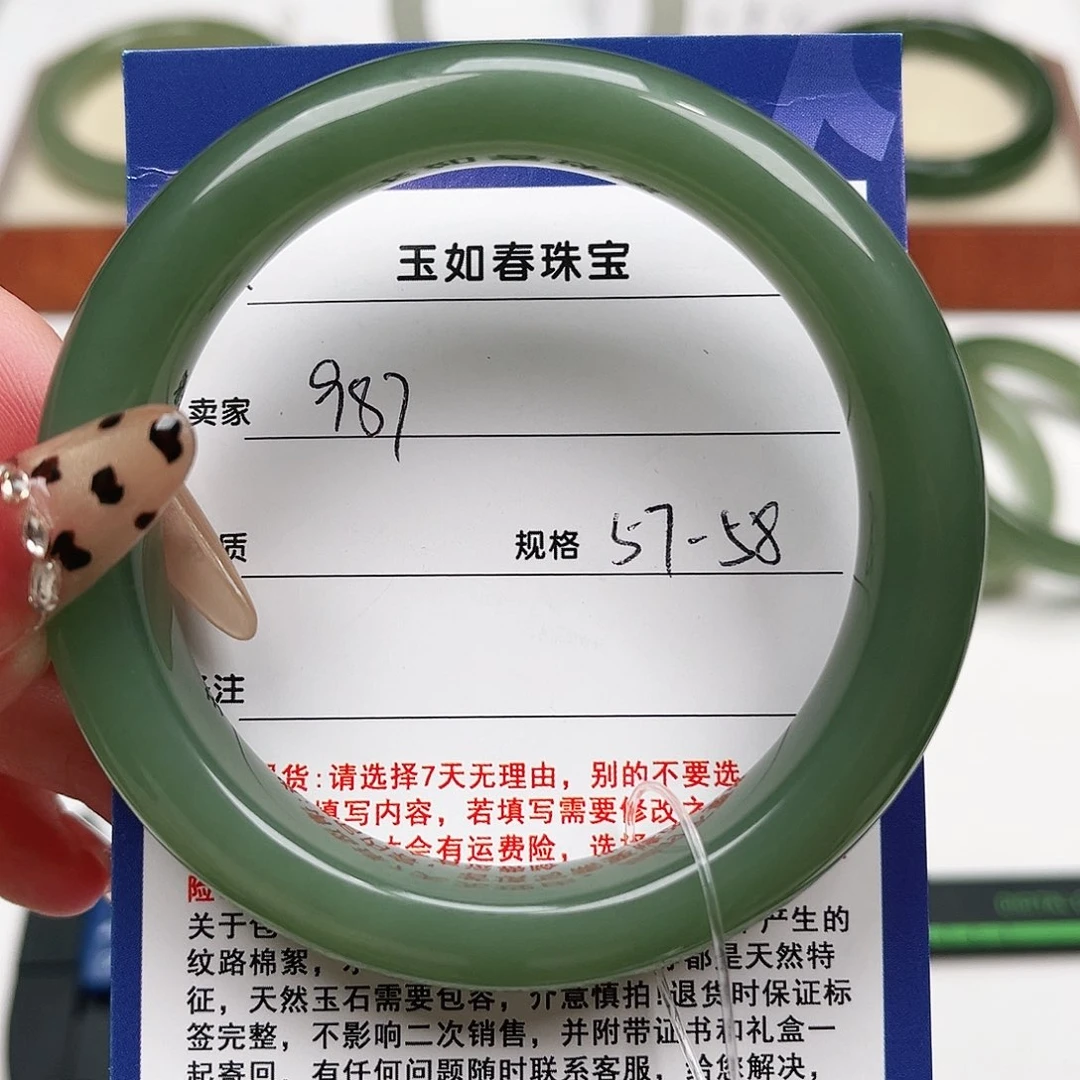 玉如春珠宝
卖家 987
质 规格 57-58
注
货:请选择7天无理由，别的不要选
填写内容，若填写需要修改之
会有运费险，选择
险
关于 产生的
纹路棉絮， 都是天然特
征，天然玉石需要包容，介意慎拍!退货时保证标
签完整，不影响二次销售，并附带证书和礼盒一
起寄回，有任何问题随时联系客服，给您解决，